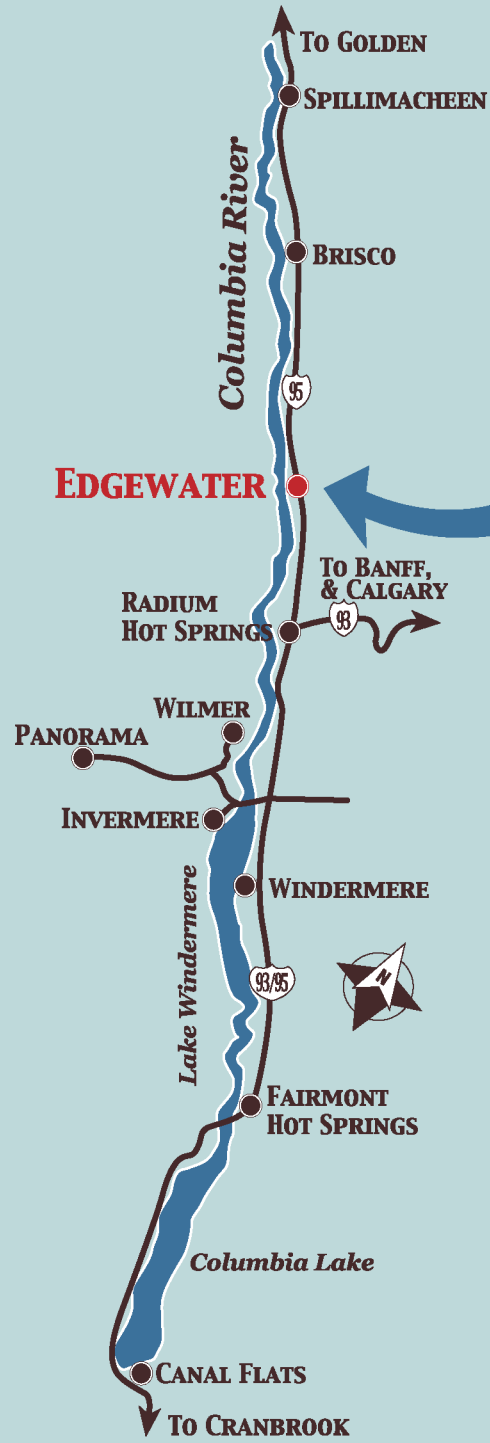 To Golden
Spillimacheen
Columbia River
Brisco
95
Edgewater
To Banff,
& Calgary
93
Radium
Hot Springs
Wilmer
Panorama
Invermere
Lake Windermere
Windermere
93/95
N
Fairmont
Hot Springs
Columbia Lake
Canal Flats
To Cranbrook